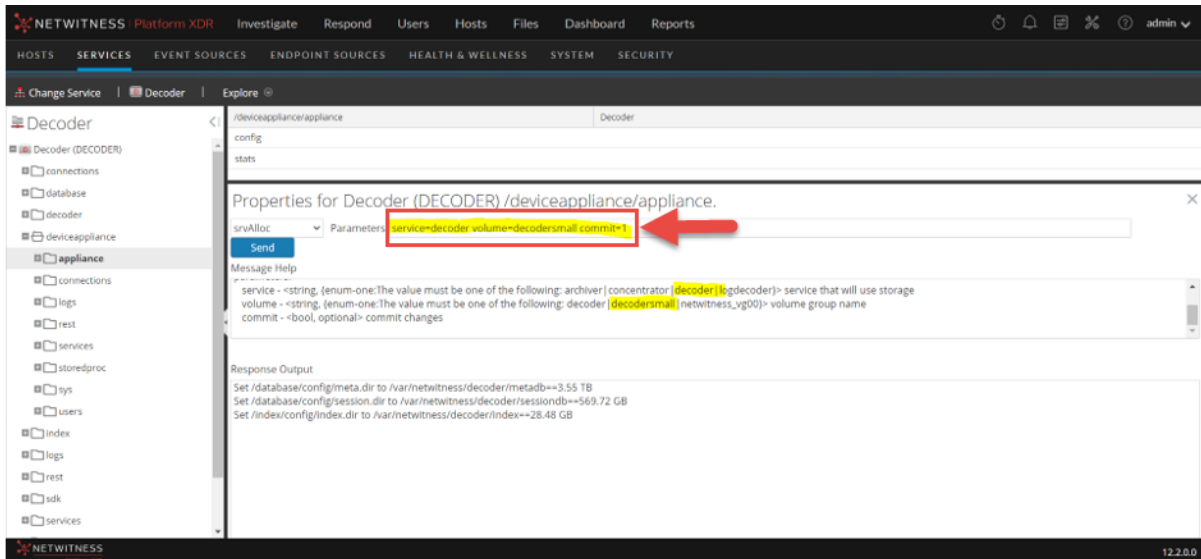 NETWITNESS Platform XDR Investigate Respond Users Hosts Files Dashboard Reports admin
HOSTS SERVICES EVENT SOURCES ENDPOINT SOURCES HEALTH & WELLNESS SYSTEM SECURITY
Change Service | Decoder | Explore
Decoder
Decoder (DECODER)
connections
database
decoder
deviceappliance
appliance
connections
logs
rest
services
storedproc
sys
users
index
logs
rest
sdk
services
/deviceappliance/appliance Decoder
config
stats
Properties for Decoder (DECODER) /deviceappliance/appliance.
srvAlloc Parameters service=decoder volume=decodersmall commit=1
Send
Message Help
service - <string, {enum-one:The value must be one of the following: archiver|concentrator|decoder|logdecoder}> service that will use storage
volume - <string, {enum-one:The value must be one of the following: decoder|decodersmall|netwitness_vg00}> volume group name
commit - <bool, optional> commit changes
Response Output
Set /database/config/meta.dir to /var/netwitness/decoder/metadb==3.55 TB
Set /database/config/session.dir to /var/netwitness/decoder/sessiondb==569.72 GB
Set /index/config/index.dir to /var/netwitness/decoder/index==28.48 GB
NETWITNESS 12.2.0.0